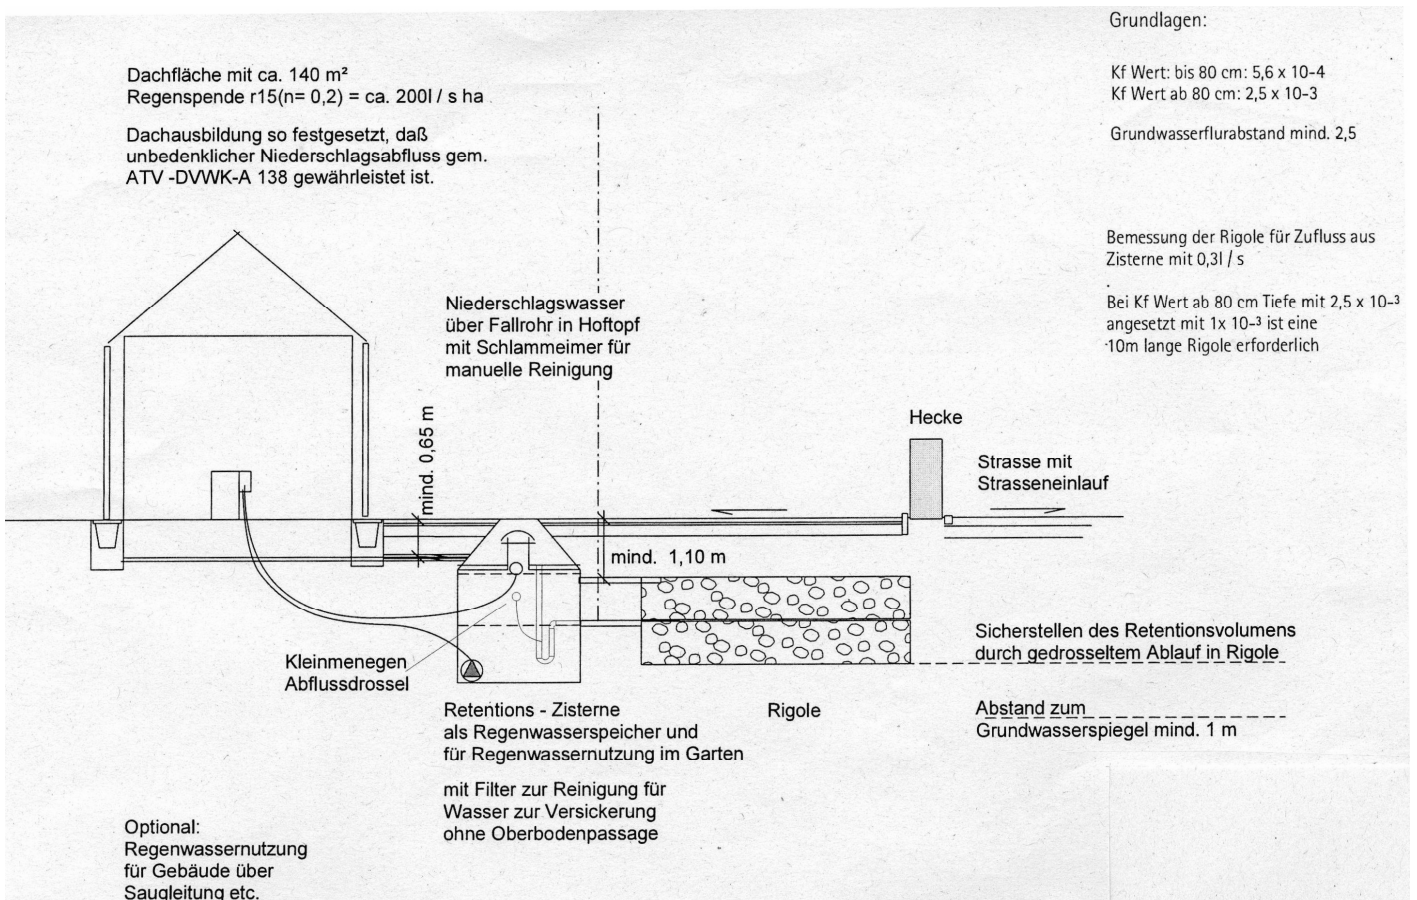 Grundlagen:
Dachfläche mit ca. 140 m²
Regenspende r15(n= 0,2) = ca. 200l / s ha
Dachausbildung so festgesetzt, daß
unbedenklicher Niederschlagsabfluss gem.
ATV -DVWK-A 138 gewährleistet ist.
Kf Wert: bis 80 cm: 5,6 x 10-4
Kf Wert ab 80 cm: 2,5 x 10-3
Grundwasserflurabstand mind. 2,5
Bemessung der Rigole für Zufluss aus
Zisterne mit 0,3l / s
Bei Kf Wert ab 80 cm Tiefe mit 2,5 x 10-³
angesetzt mit 1x 10-³ ist eine
10m lange Rigole erforderlich
Niederschlagswasser
über Fallrohr in Hoftopf
mit Schlammeimer für
manuelle Reinigung
mind. 0,65 m
Hecke
Strasse mit
Strasseneinlauf
mind. 1,10 m
Kleinmenegen
Abflussdrossel
Sicherstellen des Retentionsvolumens
durch gedrosseltem Ablauf in Rigole
Retentions - Zisterne
als Regenwasserspeicher und
für Regenwassernutzung im Garten
Rigole
Abstand zum
Grundwasserspiegel mind. 1 m
mit Filter zur Reinigung für
Wasser zur Versickerung
ohne Oberbodenpassage
Optional:
Regenwassernutzung
für Gebäude über
Saugleitung etc.